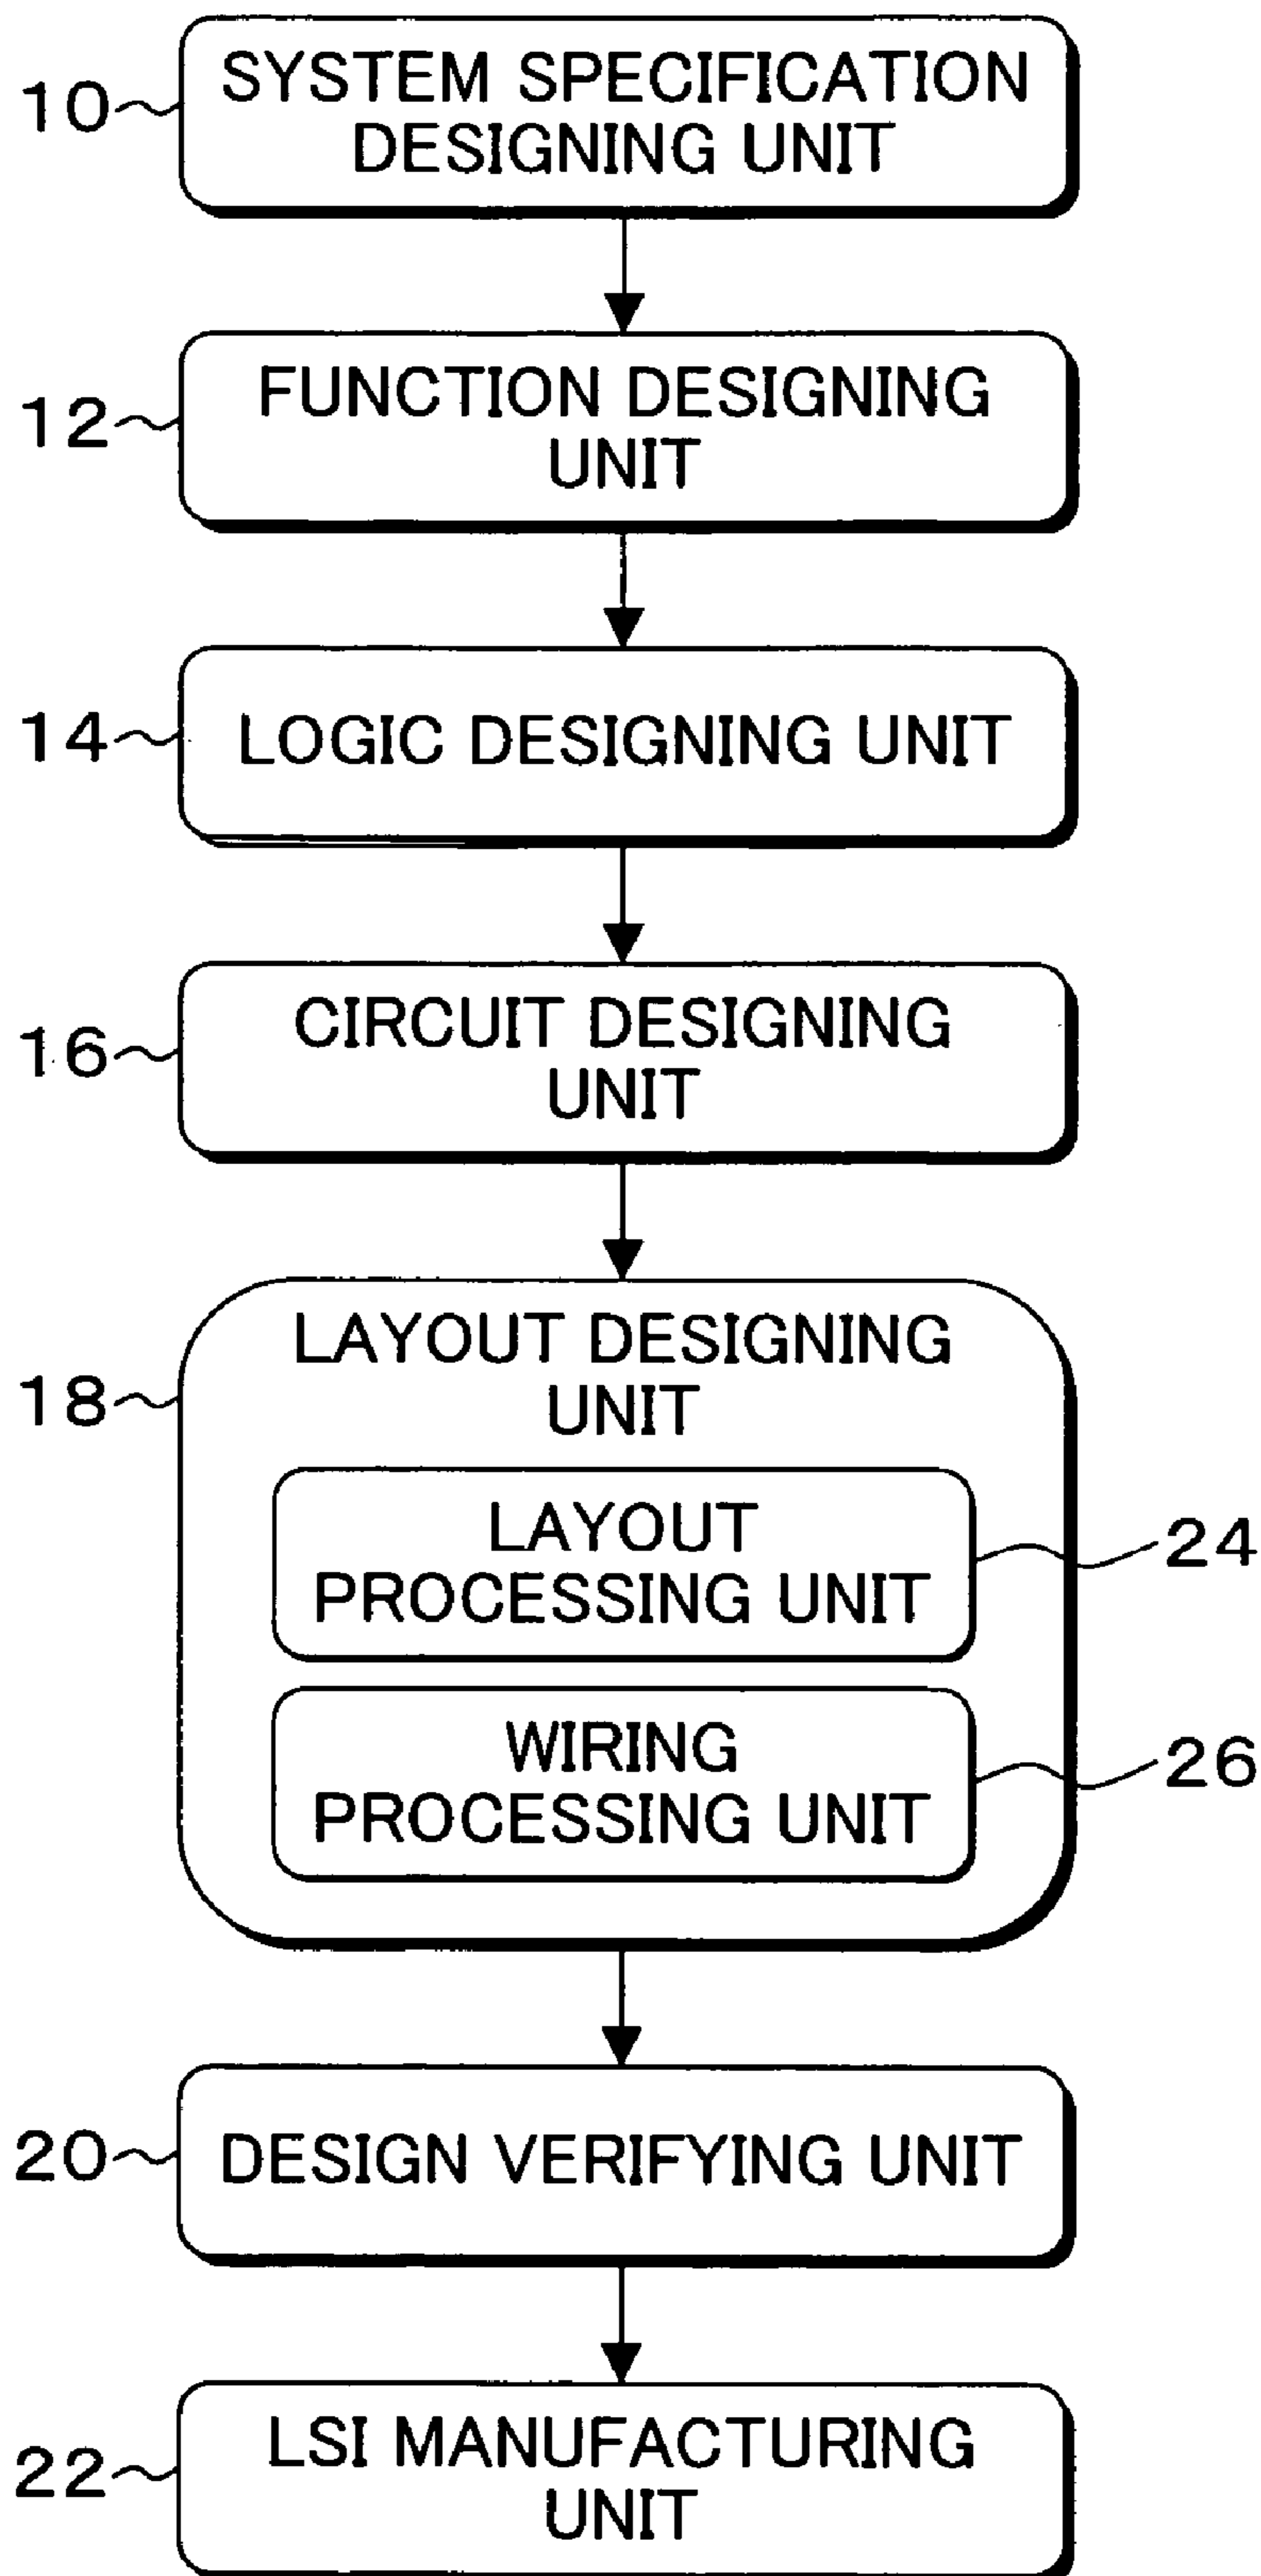 SYSTEM SPECIFICATION
DESIGNING UNIT
10
FUNCTION DESIGNING
UNIT
12
LOGIC DESIGNING UNIT
14
CIRCUIT DESIGNING
UNIT
16
LAYOUT DESIGNING
UNIT
18
LAYOUT
PROCESSING UNIT
24
WIRING
PROCESSING UNIT
26
DESIGN VERIFYING UNIT
20
LSI MANUFACTURING
UNIT
22